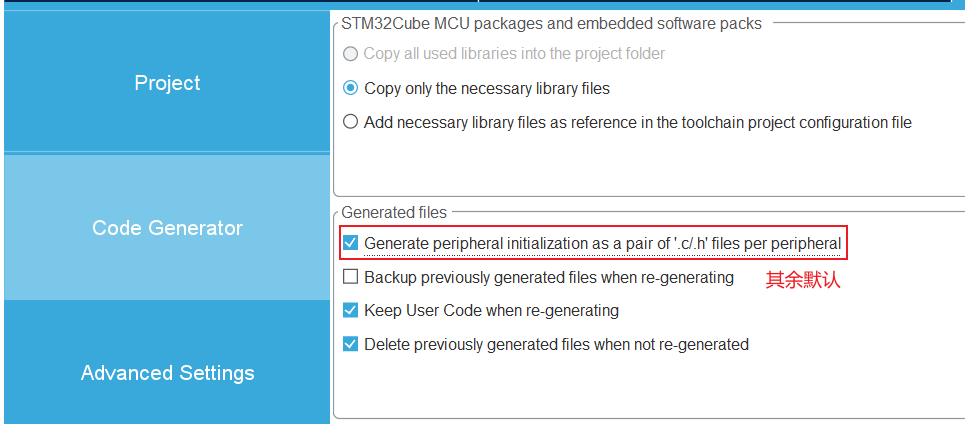 STM32Cube MCU packages and embedded software packs
Copy all used libraries into the project folder
Project
Copy only the necessary library files
Add necessary library files as reference in the toolchain project configuration file
Generated files
Code Generator
Generate peripheral initialization as a pair of '.c/.h' files per peripheral
Backup previously generated files when re-generating
其余默认
Keep User Code when re-generating
Delete previously generated files when not re-generated
Advanced Settings